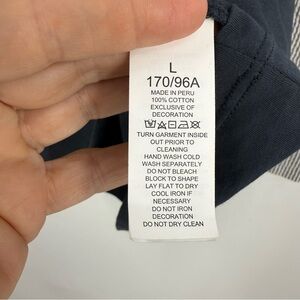 L
170/96A
MADE IN PERU
100% COTTON
EXCLUSIVE OF
DECORATION
TURN GARMENT INSIDE
OUT PRIOR TO
CLEANING
HAND WASH COLD
WASH SEPARATELY
DO NOT BLEACH
BLOCK TO SHAPE
LAY FLAT TO DRY
COOL IRON IF
NECESSARY
DO NOT IRON
DECORATION
DO NOT DRY CLEAN